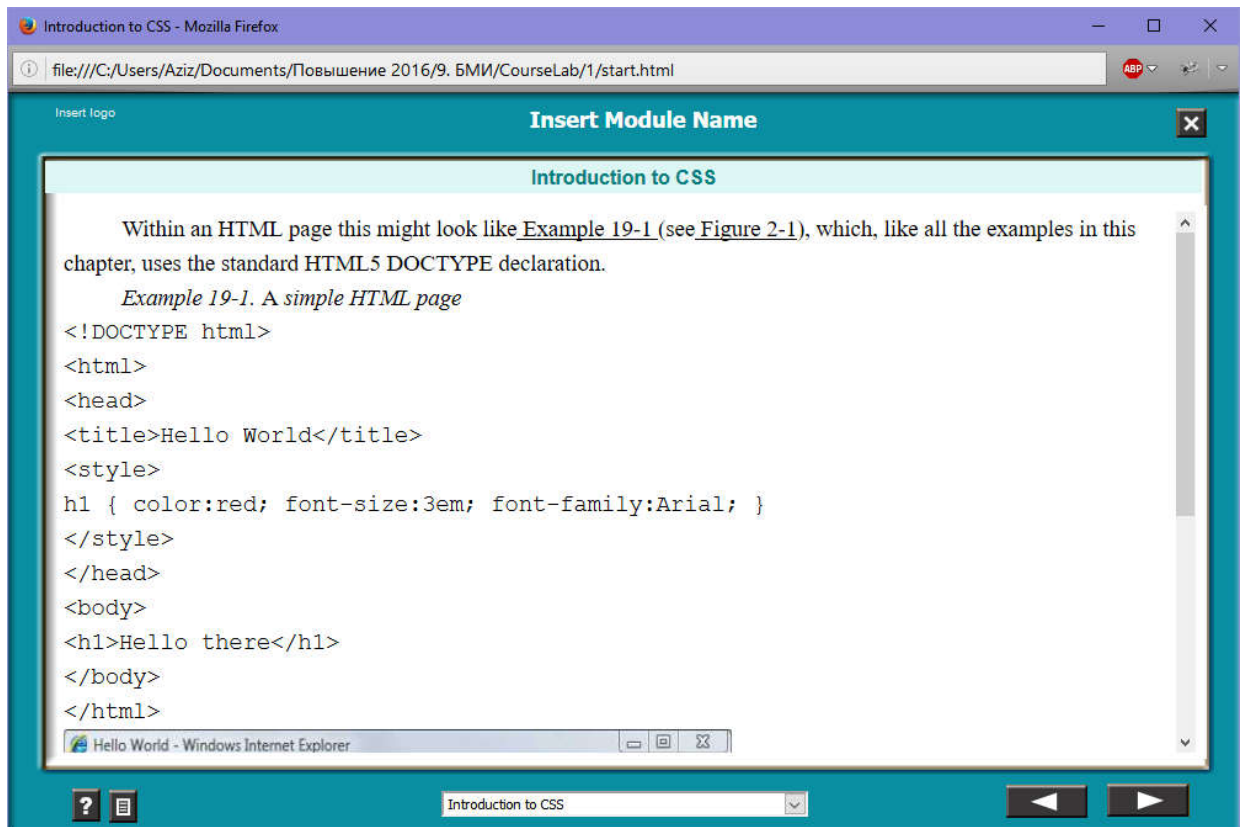 Introduction to CSS - Mozilla Firefox
file:///C:/Users/Aziz/Documents/Повышение 2016/9. БМИ/CourseLab/1/start.html
ABP
Insert logo
Insert Module Name
Introduction to CSS
Within an HTML page this might look like Example 19-1 (see Figure 2-1), which, like all the examples in this
chapter, uses the standard HTML5 DOCTYPE declaration.
Example 19-1. A simple HTML page
<!DOCTYPE html>
<html>
<head>
<title>Hello World</title>
<style>
h1 { color:red; font-size:3em; font-family:Arial; }
</style>
</head>
<body>
<h1>Hello there</h1>
</body>
</html>
Hello World - Windows Internet Explorer
?
Introduction to CSS